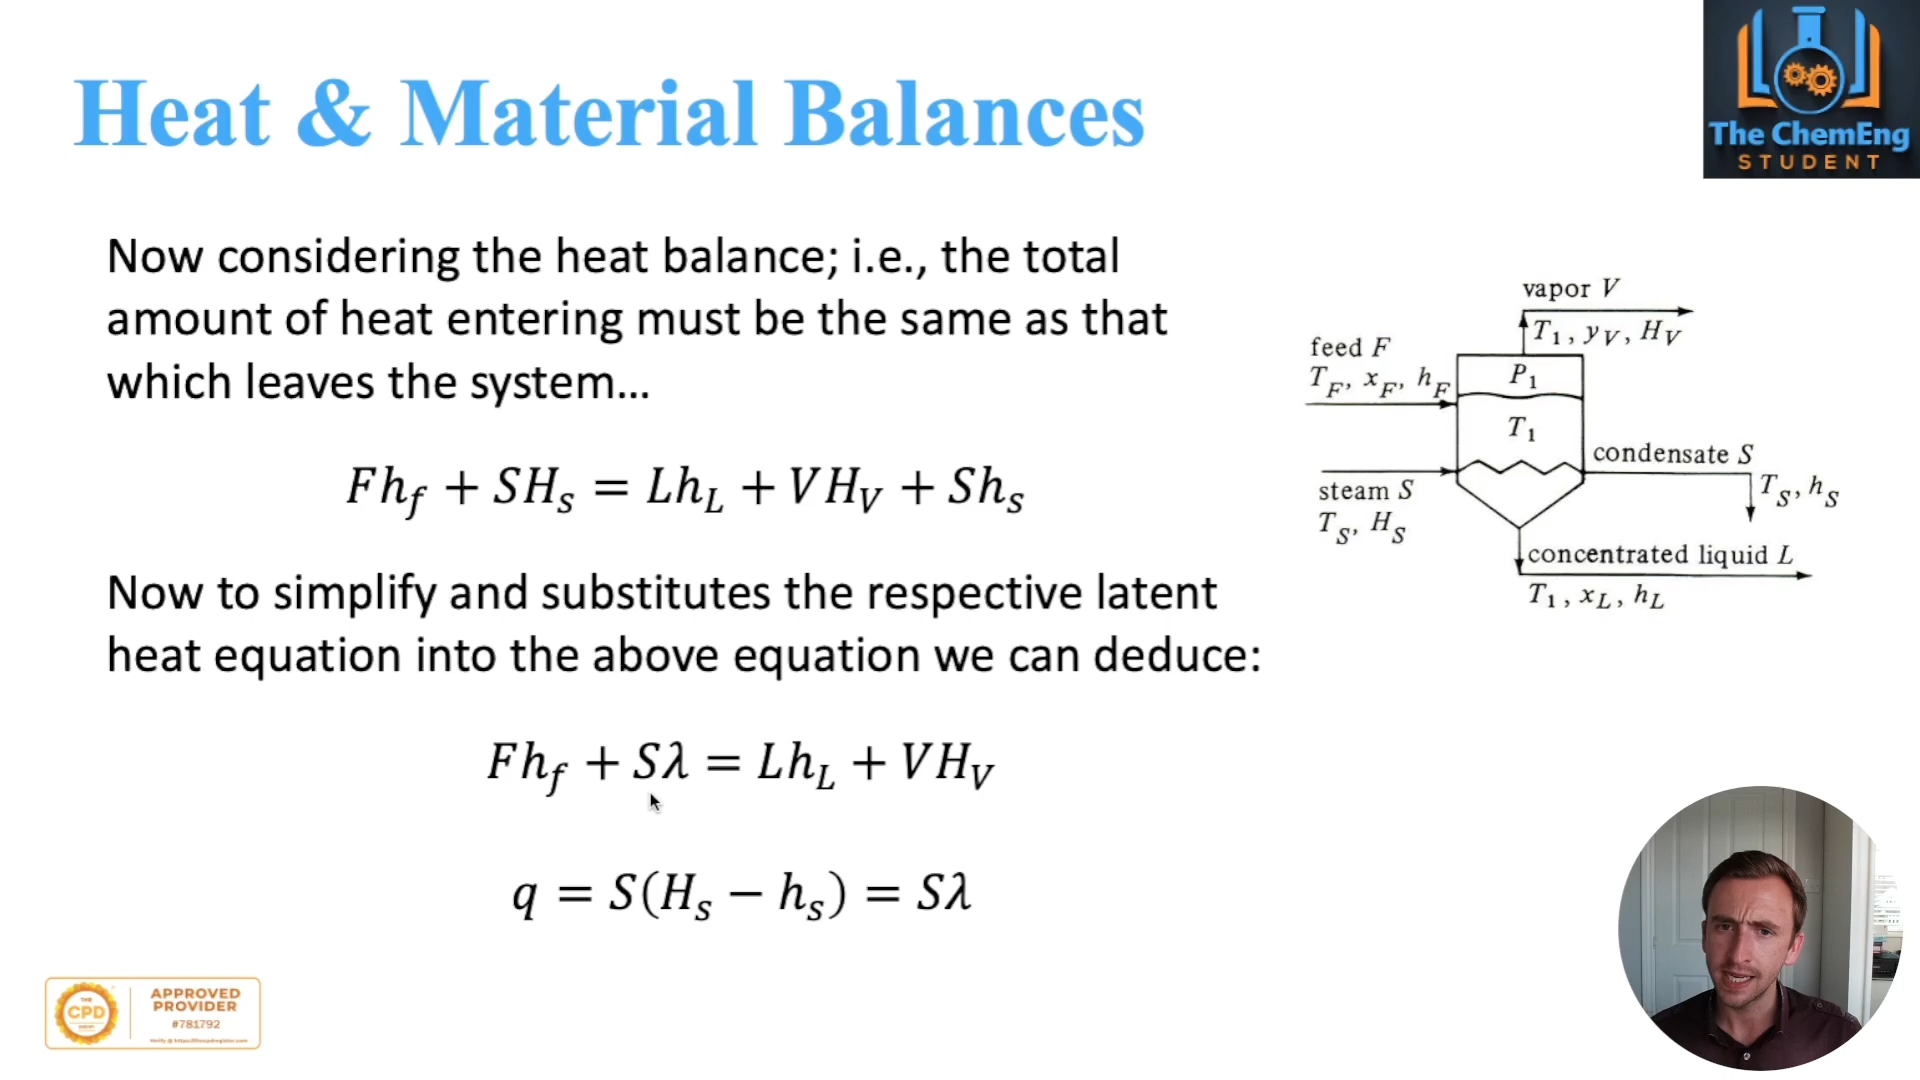 Heat & Material Balances
The ChemEng
STUDENT
Now considering the heat balance; i.e., the total
amount of heat entering must be the same as that
which leaves the system...
Fh_f + SH_s = Lh_L + VH_V + Sh_s
Now to simplify and substitutes the respective latent
heat equation into the above equation we can deduce:
Fh_f + Sλ = Lh_L + VH_V
q = S(H_s − h_s) = Sλ
vapor V
T_1, y_V, H_V
feed F
T_F, x_F, h_F
P_1
T_1
condensate S
T_S, h_S
steam S
T_S, H_S
concentrated liquid L
T_1, x_L, h_L
THE
CPD
APPROVED
PROVIDER
#781792